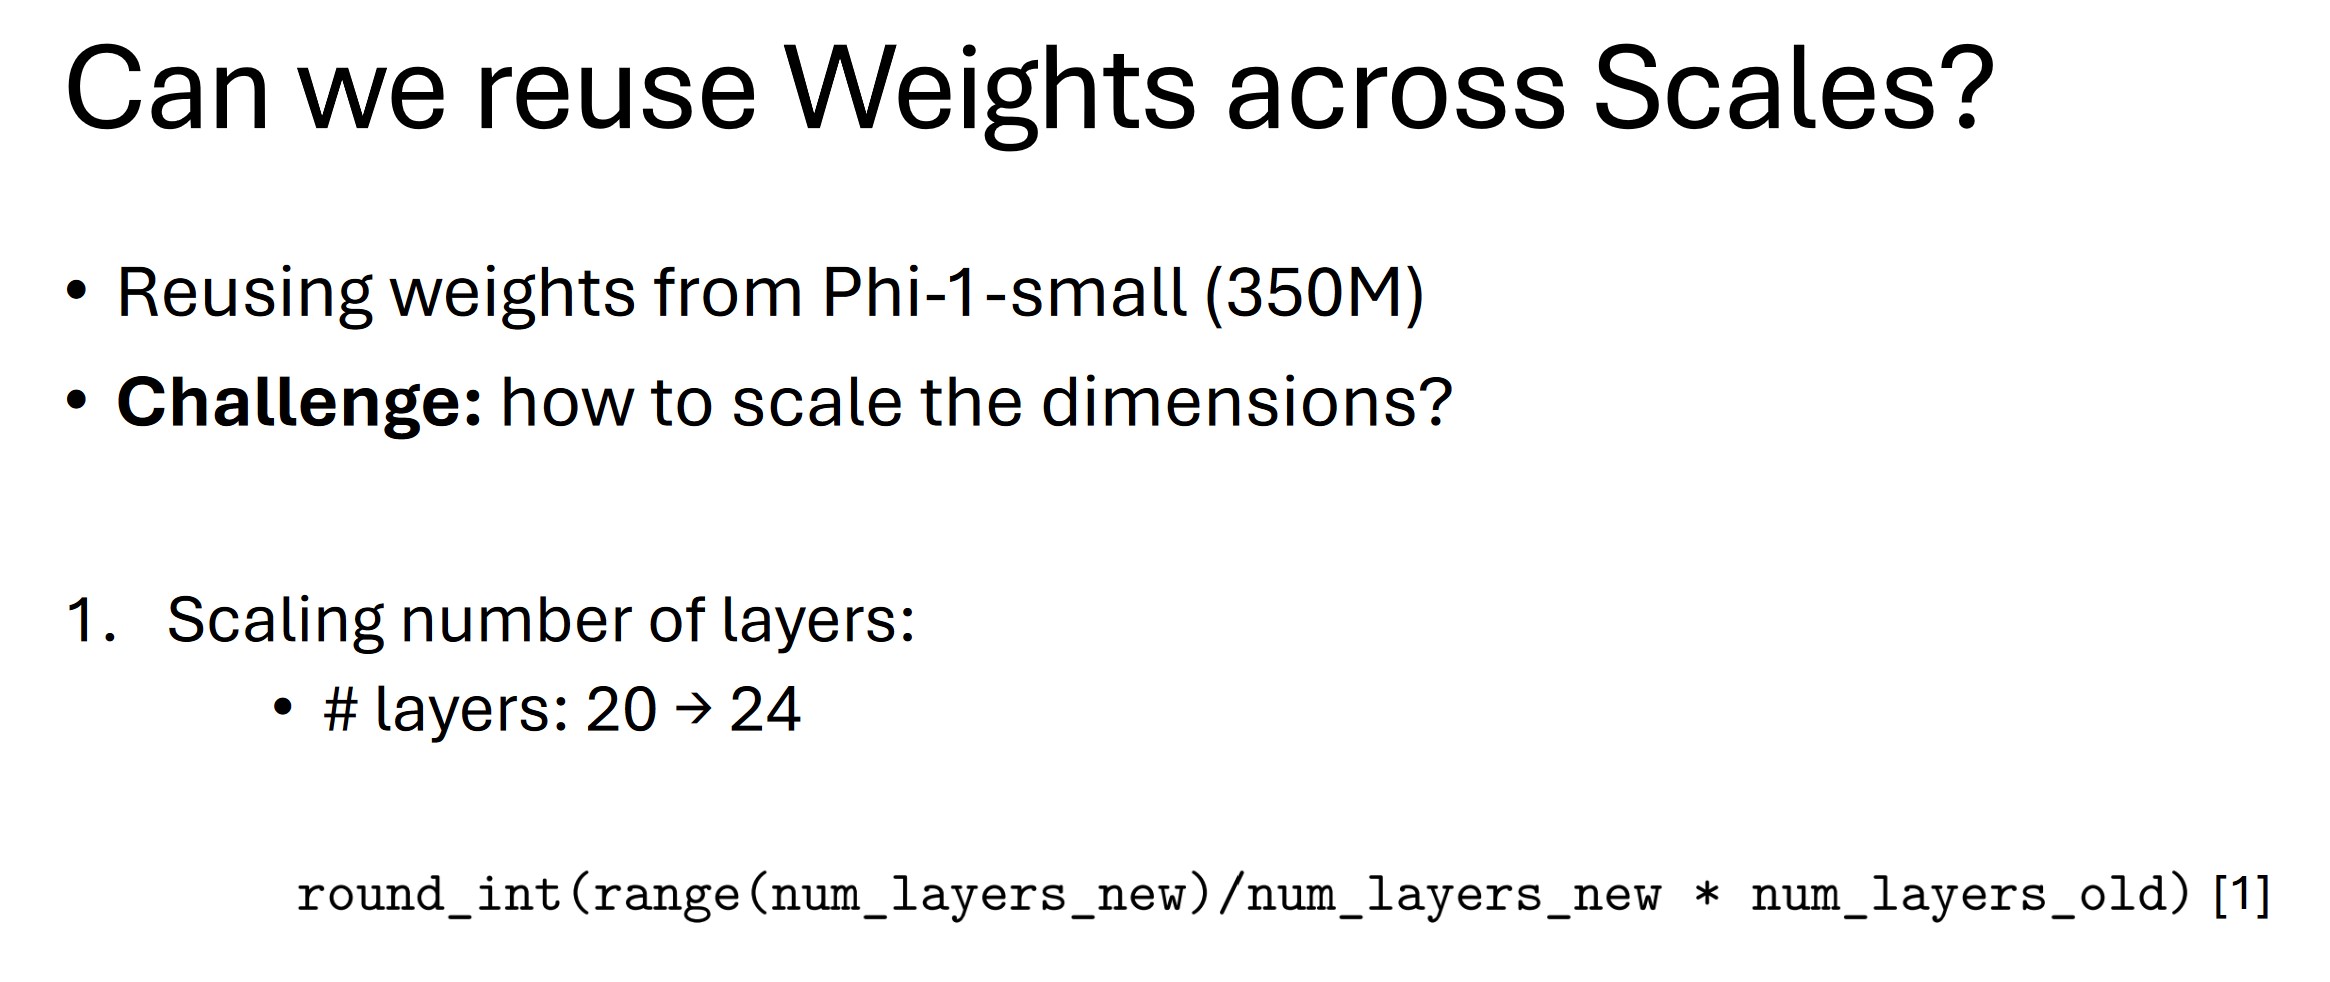 Can we reuse Weights across Scales?
• Reusing weights from Phi-1-small (350M)
• Challenge: how to scale the dimensions?
1. Scaling number of layers:
• # layers: 20 → 24
round_int(range(num_layers_new)/num_layers_new * num_layers_old) [1]